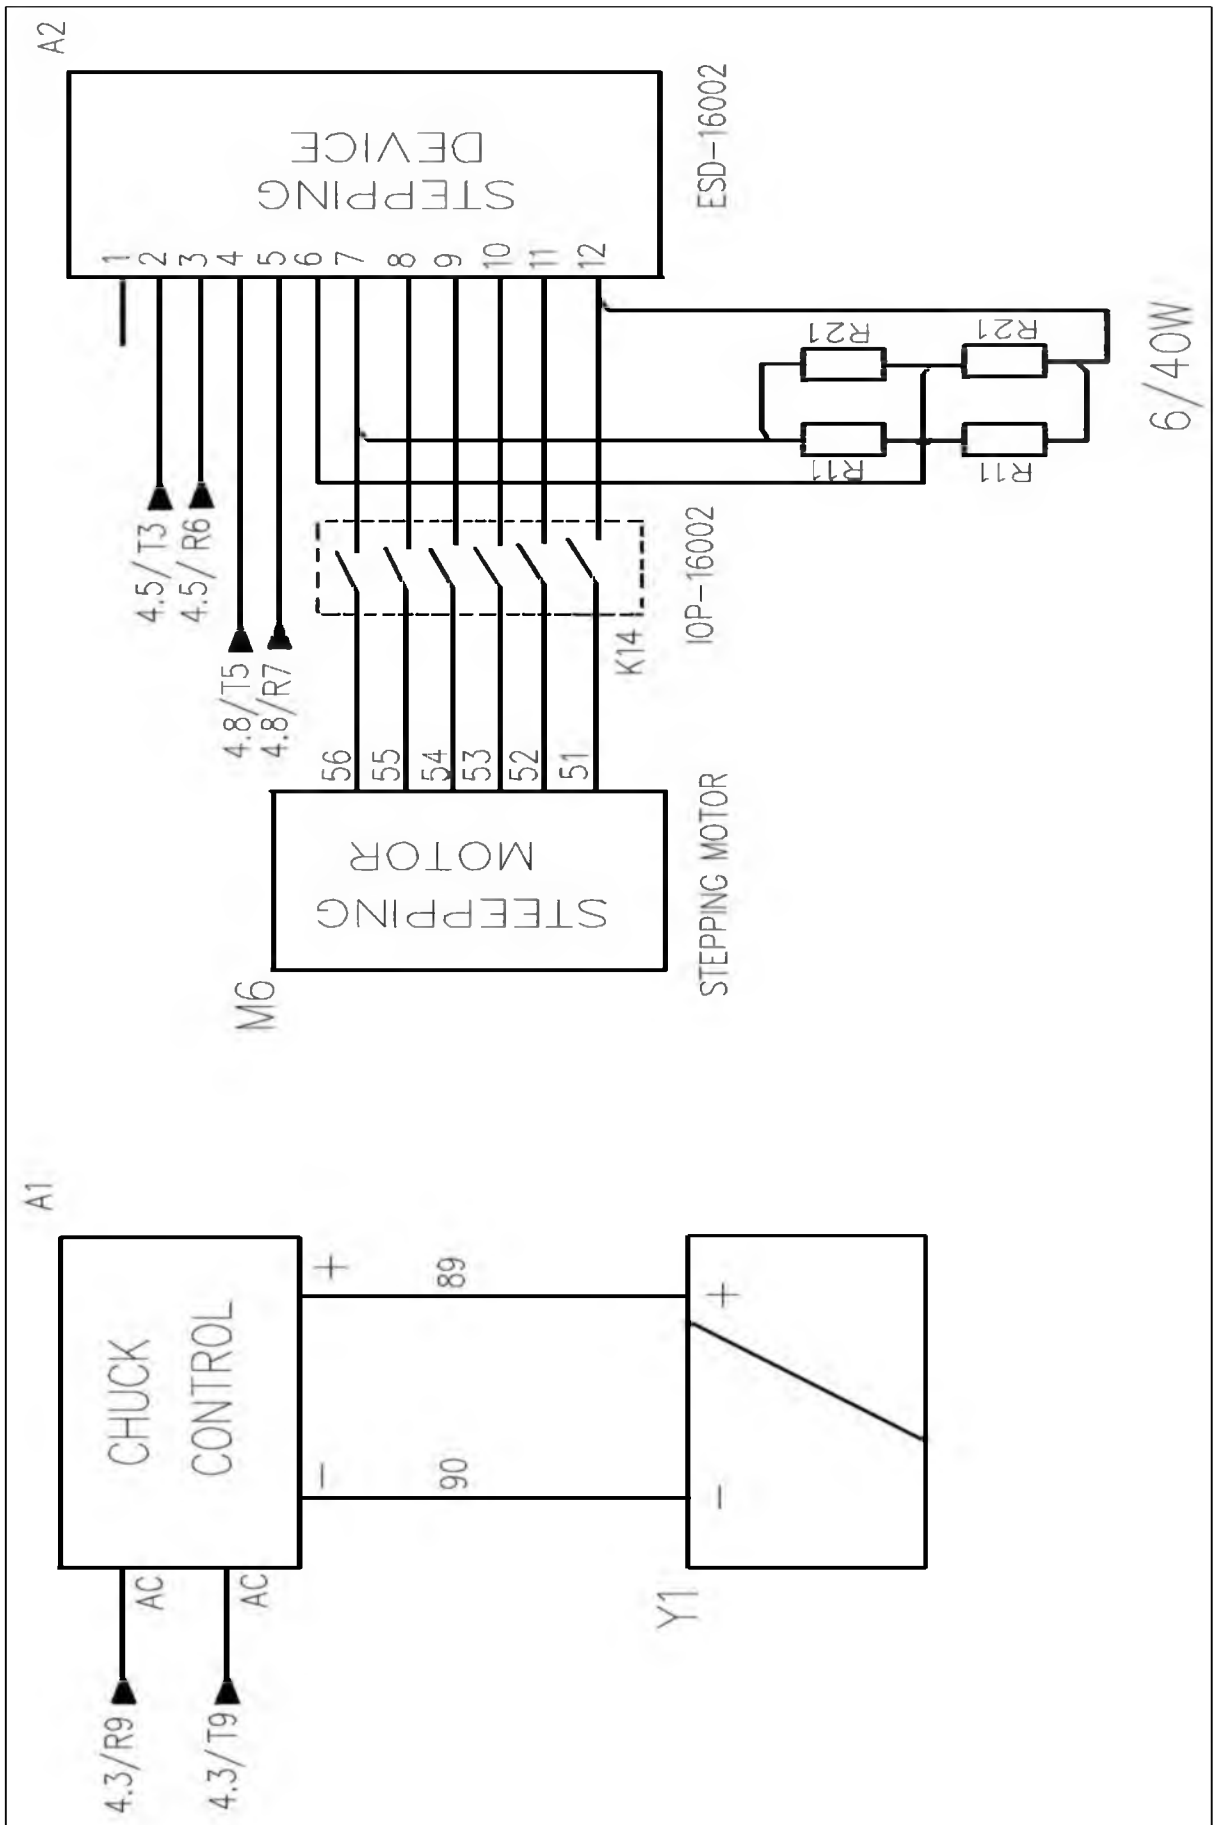 A2
STEPPING
DEVICE
ESD-16002
1
2
3
4
5
6
7
8
9
10
11
12
4.5/T3
4.5/R6
4.8/T5
4.8/R7
R21
R21
R11
R11
6/40W
K14
IOP-16002
56
55
54
53
52
51
M6
STEEPPING
MOTOR
STEPPING MOTOR
A1
CHUCK
CONTROL
+
-
89
90
AC
AC
4.3/R9
4.3/T9
Y1
+
-